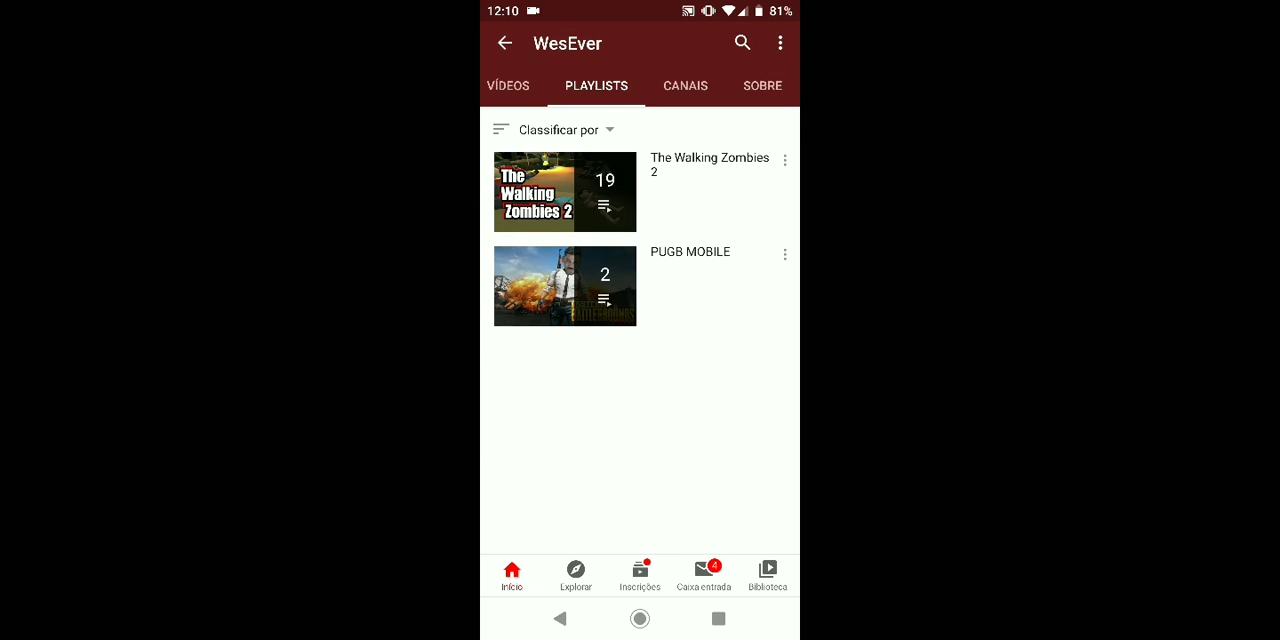 12:10
81%
WesEver
VÍDEOS
PLAYLISTS
CANAIS
SOBRE
Classificar por
The
Walking
Zombies 2
19
The Walking Zombies
2
2
BATTLEGROUNDS
PUGB MOBILE
Início
Explorar
Inscrições
4
Caixa entrada
Biblioteca